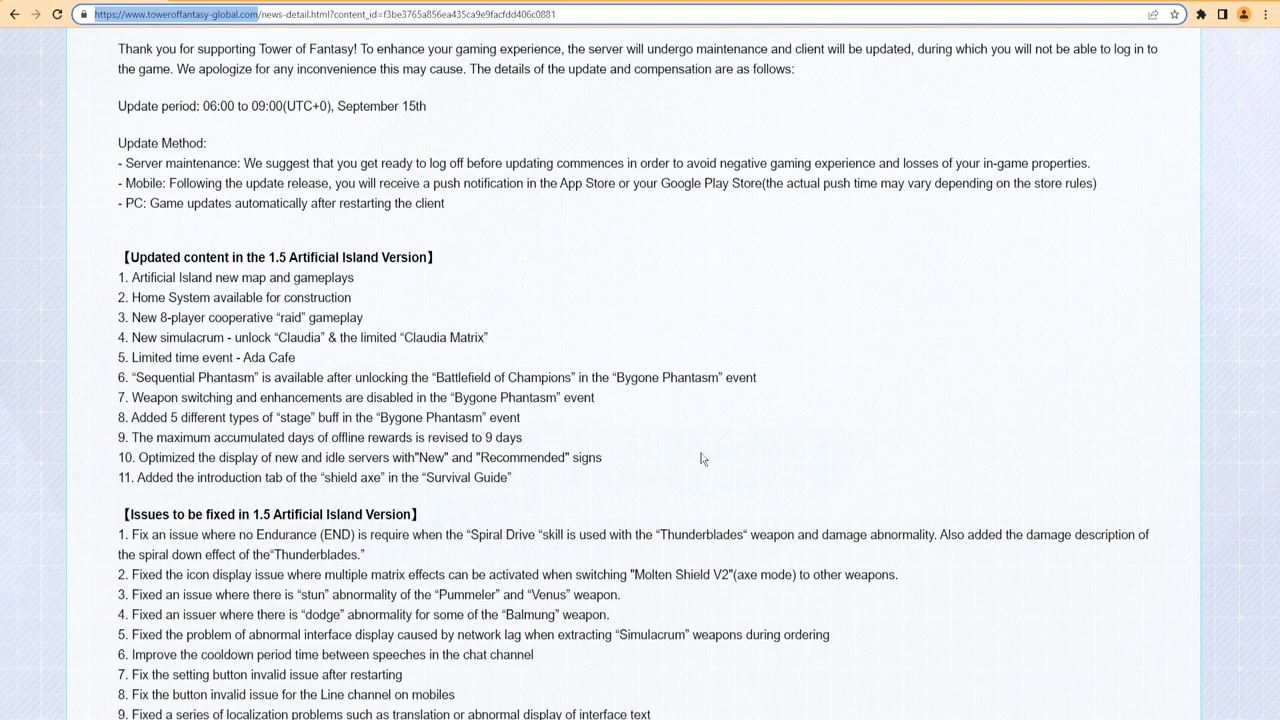 https://www.toweroffantasy-global.com/news-detail.html?content_id=f3be3765a856ea435ca9e9facfdd406c0881
Thank you for supporting Tower of Fantasy! To enhance your gaming experience, the server will undergo maintenance and client will be updated, during which you will not be able to log in to
the game. We apologize for any inconvenience this may cause. The details of the update and compensation are as follows:
Update period: 06:00 to 09:00(UTC+0), September 15th
Update Method:
- Server maintenance: We suggest that you get ready to log off before updating commences in order to avoid negative gaming experience and losses of your in-game properties.
- Mobile: Following the update release, you will receive a push notification in the App Store or your Google Play Store(the actual push time may vary depending on the store rules)
- PC: Game updates automatically after restarting the client
【Updated content in the 1.5 Artificial Island Version】
1. Artificial Island new map and gameplays
2. Home System available for construction
3. New 8-player cooperative “raid” gameplay
4. New simulacrum - unlock “Claudia” & the limited “Claudia Matrix”
5. Limited time event - Ada Cafe
6. “Sequential Phantasm” is available after unlocking the “Battlefield of Champions” in the “Bygone Phantasm” event
7. Weapon switching and enhancements are disabled in the “Bygone Phantasm” event
8. Added 5 different types of “stage” buff in the “Bygone Phantasm” event
9. The maximum accumulated days of offline rewards is revised to 9 days
10. Optimized the display of new and idle servers with"New" and "Recommended" signs
11. Added the introduction tab of the “shield axe” in the “Survival Guide”
【Issues to be fixed in 1.5 Artificial Island Version】
1. Fix an issue where no Endurance (END) is require when the “Spiral Drive “skill is used with the “Thunderblades“ weapon and damage abnormality. Also added the damage description of
the spiral down effect of the“Thunderblades.”
2. Fixed the icon display issue where multiple matrix effects can be activated when switching "Molten Shield V2"(axe mode) to other weapons.
3. Fixed an issue where there is “stun” abnormality of the “Pummeler” and “Venus” weapon.
4. Fixed an issuer where there is “dodge” abnormality for some of the “Balmung” weapon.
5. Fixed the problem of abnormal interface display caused by network lag when extracting “Simulacrum” weapons during ordering
6. Improve the cooldown period time between speeches in the chat channel
7. Fix the setting button invalid issue after restarting
8. Fix the button invalid issue for the Line channel on mobiles
9. Fixed a series of localization problems such as translation or abnormal display of interface text